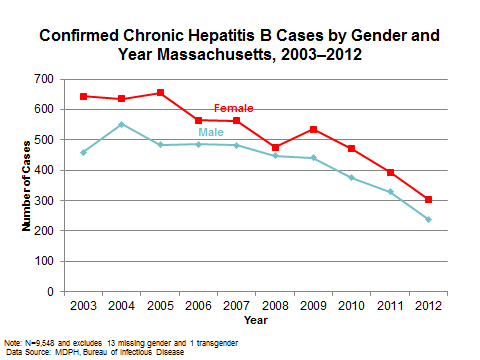 Confirmed Chronic Hepatitis B Cases by Gender and
Year Massachusetts, 2003–2012
700
600
500
400
300
200
100
0
Number of Cases
Female
Male
2003 2004 2005 2006 2007 2008 2009 2010 2011 2012
Year
Note: N=9,548 and excludes 13 missing gender and 1 transgender
Data Source: MDPH, Bureau of Infectious Disease